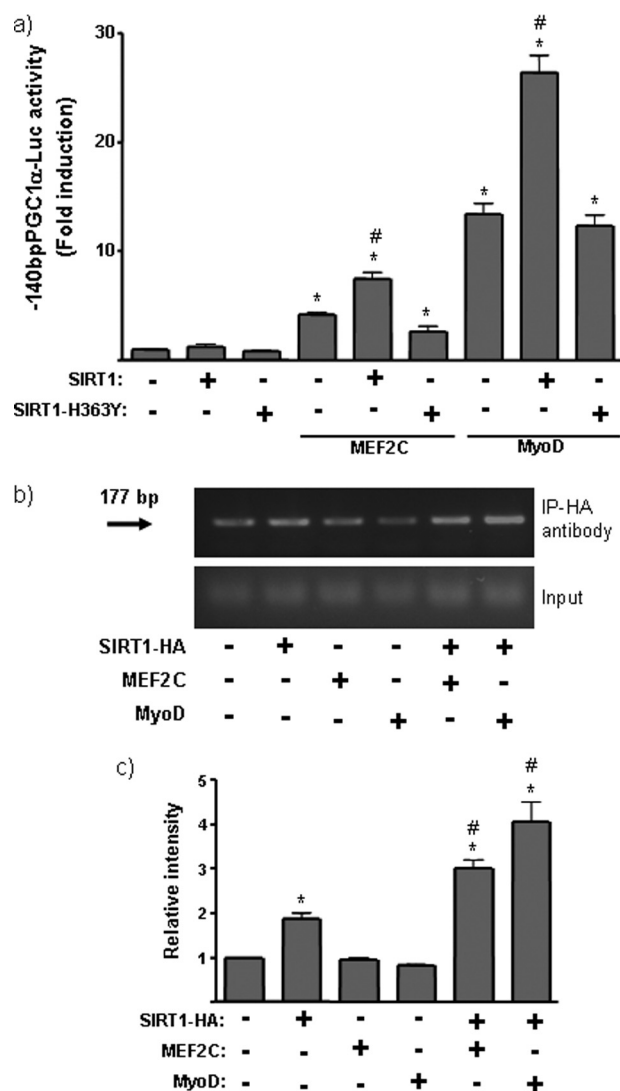 a)
-140bpPGC1α-Luc activity
(Fold induction)
30
20
10
* * # * * * # *
SIRT1: - + - - + - - + -
SIRT1-H363Y: - - + - - + - - +
MEF2C MyoD
b)
177 bp
IP-HA
antibody
Input
SIRT1-HA - + - - + +
MEF2C - - + - + -
MyoD - - - + - +
c)
Relative intensity
5
4
3
2
1
* # * # *
SIRT1-HA: - + - - + +
MEF2C: - - + - + -
MyoD: - - - + - +